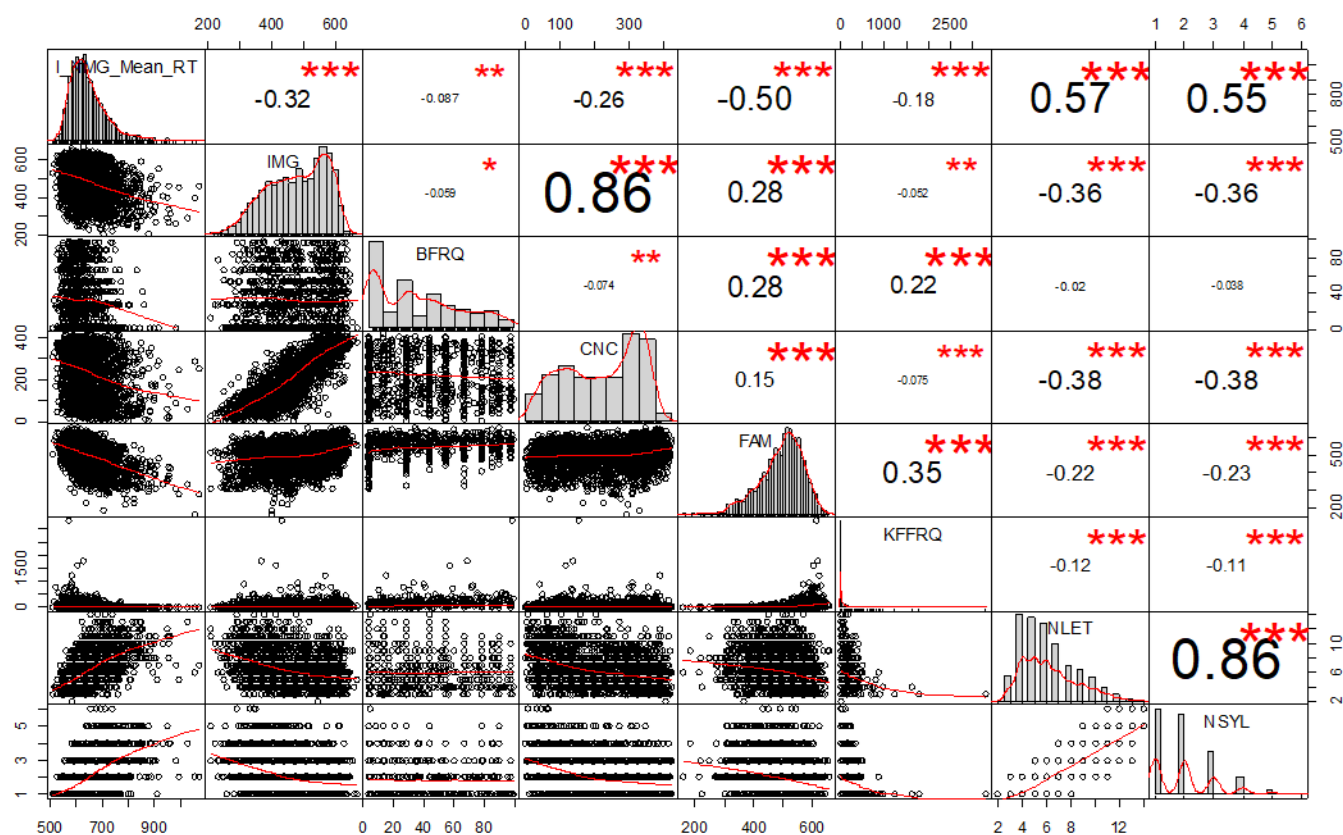 200 400 600 0 100 300 0 1000 2500 1 2 3 4 5 6
I_NMG_Mean_RT *** -0.32 ** -0.087 *** -0.26 *** -0.50 *** -0.18 *** 0.57 *** 0.55 500 800
200 400 600 IMG * -0.059 *** 0.86 *** 0.28 ** -0.052 *** -0.36 *** -0.36
BFRQ ** -0.074 *** 0.28 *** 0.22 -0.02 -0.038 0 40 80
0 200 400 CNC *** 0.15 *** -0.075 *** -0.38 *** -0.38
FAM *** 0.35 *** -0.22 *** -0.23 200 500
0 1500 KFFRQ *** -0.12 *** -0.11
NLET *** 0.86 2 6 10
1 3 5 NSYL
500 700 900 0 20 40 60 80 200 400 600 2 4 6 8 12